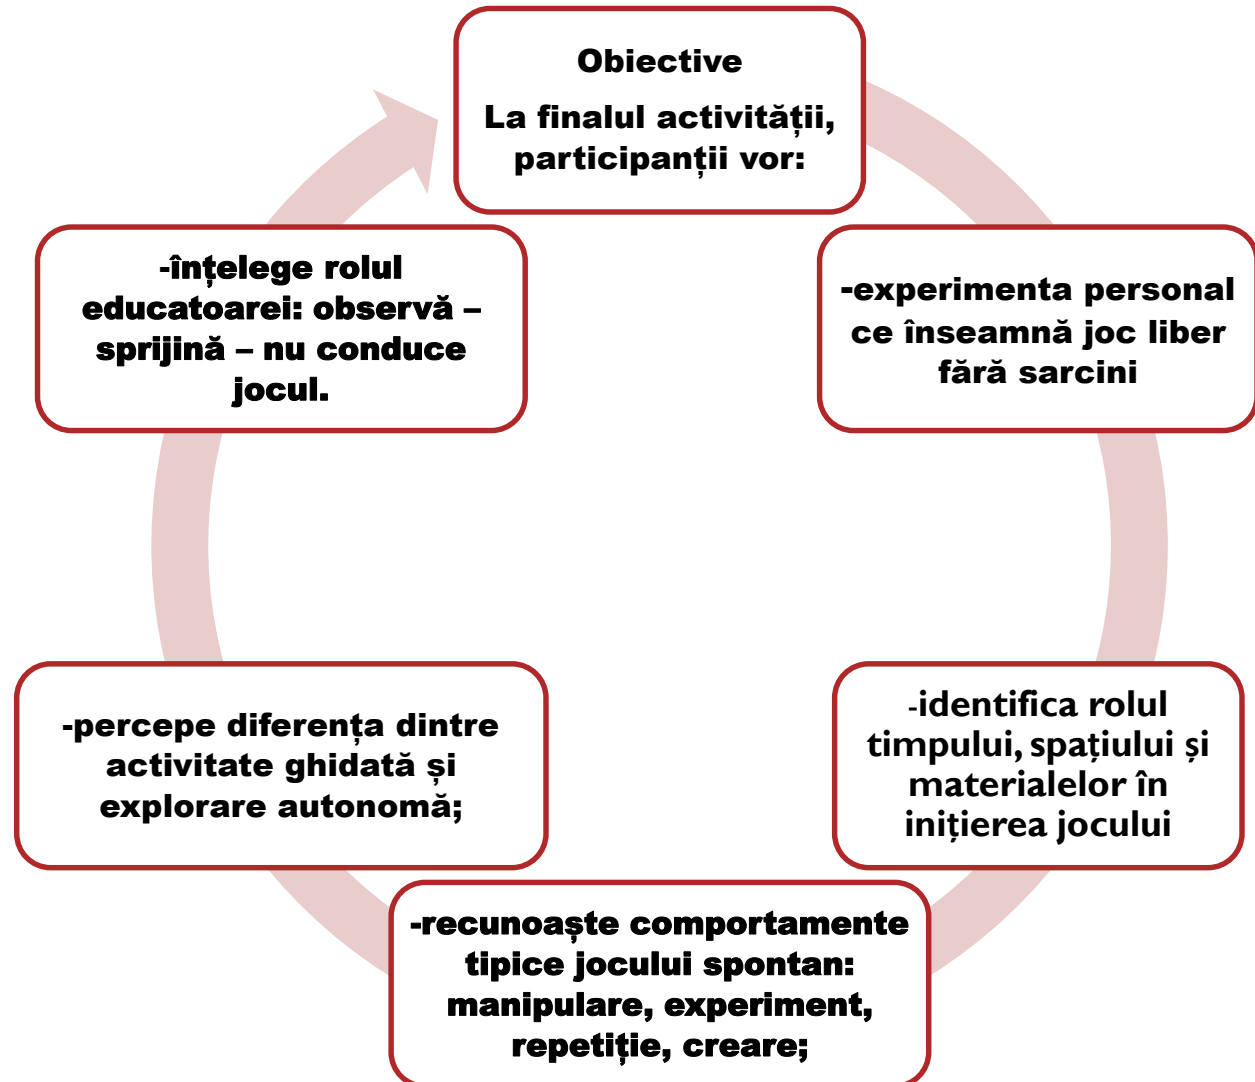 Obiective
La finalul activității,
participanții vor:
-experimenta personal
ce înseamnă joc liber
fără sarcini
-identifica rolul
timpului, spațiului și
materialelor în
inițierea jocului
-recunoaște comportamente
tipice jocului spontan:
manipulare, experiment,
repetiție, creare;
-percepe diferența dintre
activitate ghidată și
explorare autonomă;
-înțelege rolul
educatoarei: observă –
sprijină – nu conduce
jocul.